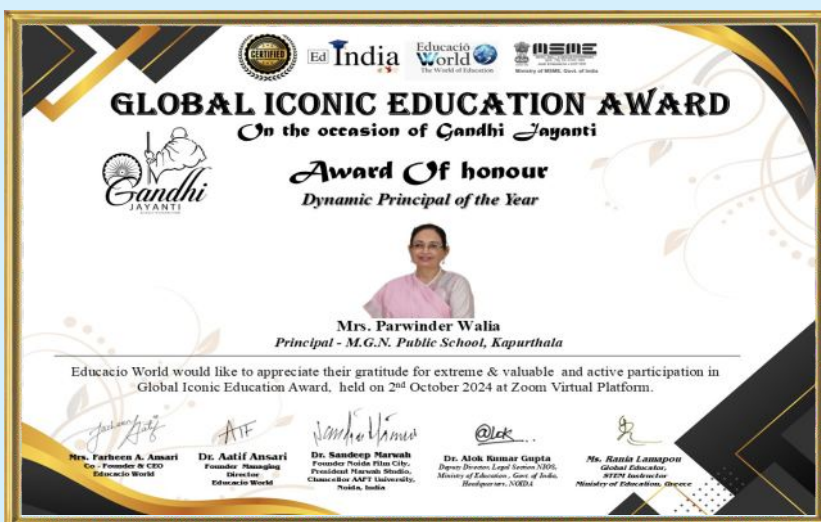 CERTIFIED
Ed India
Educació World
The World of Education
MSME
Ministry of MSME, Govt. of India
GLOBAL ICONIC EDUCATION AWARD
On the occasion of Gandhi Jayanti
Gandhi
JAYANTI
Award Of honour
Dynamic Principal of the Year
Mrs. Parwinder Walia
Principal - M.G.N. Public School, Kapurthala
Educacio World would like to appreciate their gratitude for extreme & valuable and active participation in
Global Iconic Education Award, held on 2nd October 2024 at Zoom Virtual Platform.
Mrs. Farheen A. Ansari
Co - Founder & CEO
Educacio World
Dr. Aatif Ansari
Founder Managing
Director
Educacio World
Dr. Sandeep Marwah
Founder Noida Film City,
President Marwah Studio,
Chancellor AAFT University,
Noida, India
Dr. Alok Kumar Gupta
Deputy Director, Legal Section NIOS,
Ministry of Education, Govt. of India,
Headquarters, NOIDA
Ms. Rania Lampou
Global Educator,
STEM Instructor
Ministry of Education, Greece